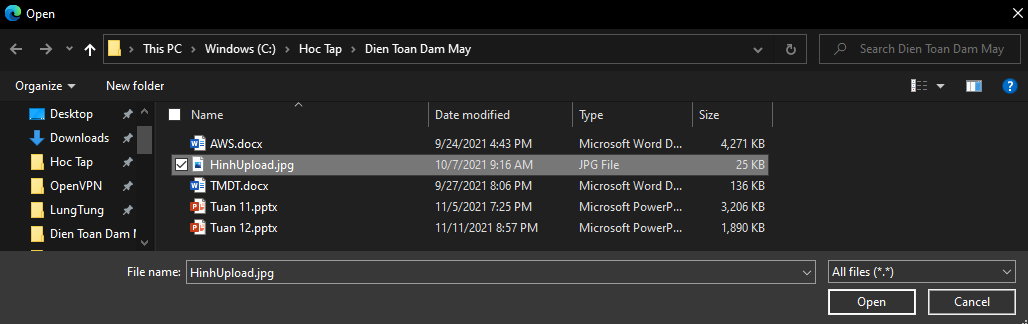 Open
This PC > Windows (C:) > Hoc Tap > Dien Toan Dam May
Search Dien Toan Dam May
Organize New folder
Desktop
Downloads
Hoc Tap
OpenVPN
LungTung
Dien Toan Dam M
Name Date modified Type Size
AWS.docx 9/24/2021 4:43 PM Microsoft Word D... 4,271 KB
HinhUpload.jpg 10/7/2021 9:16 AM JPG File 25 KB
TMDT.docx 9/27/2021 8:06 PM Microsoft Word D... 136 KB
Tuan 11.pptx 11/5/2021 7:25 PM Microsoft PowerP... 3,206 KB
Tuan 12.pptx 11/11/2021 8:57 PM Microsoft PowerP... 1,890 KB
File name: HinhUpload.jpg All files (*.*)
Open Cancel